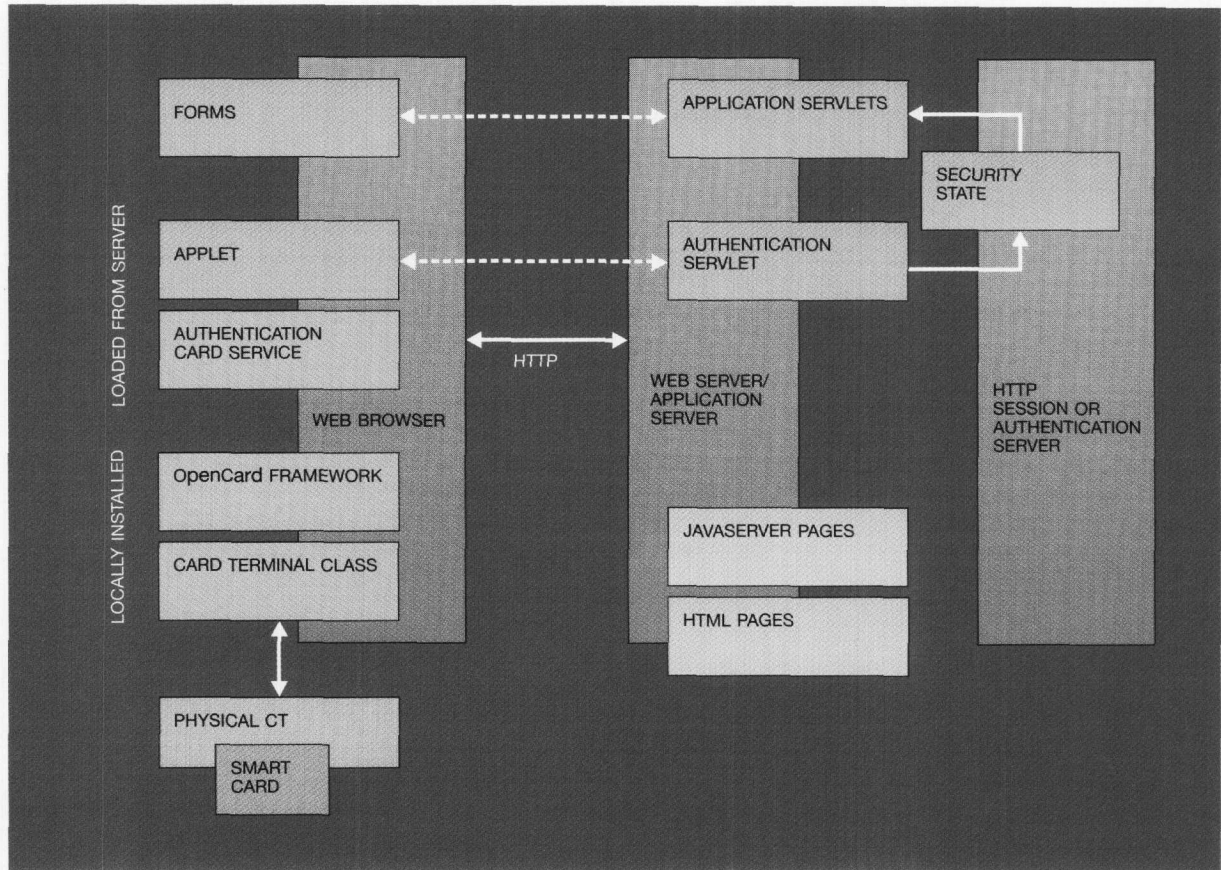 FORMS
APPLICATION SERVLETS
SECURITY
STATE
LOADED FROM SERVER
APPLET
AUTHENTICATION
SERVLET
AUTHENTICATION
CARD SERVICE
HTTP
WEB BROWSER
WEB SERVER/
APPLICATION
SERVER
HTTP
SESSION OR
AUTHENTICATION
SERVER
LOCALLY INSTALLED
OpenCard FRAMEWORK
CARD TERMINAL CLASS
JAVASERVER PAGES
HTML PAGES
PHYSICAL CT
SMART
CARD